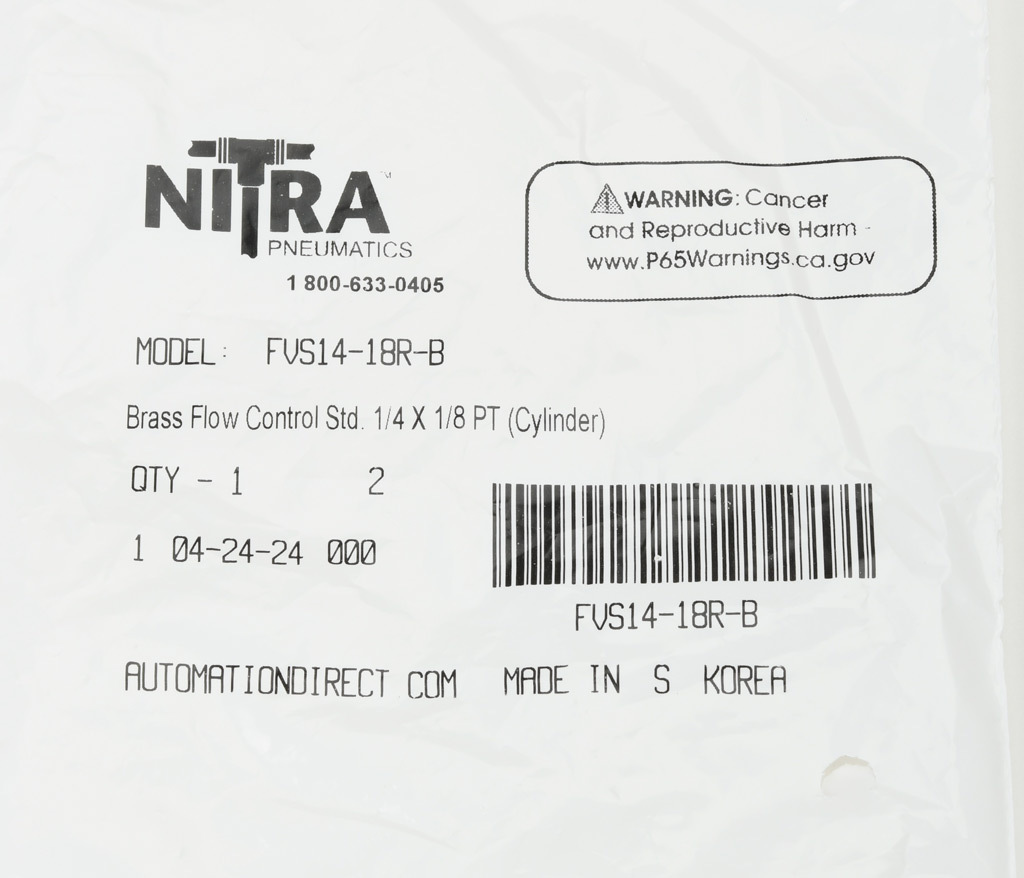 NITRA™
PNEUMATICS
1 800-633-0405
⚠WARNING: Cancer
and Reproductive Harm -
www.P65Warnings.ca.gov
MODEL: FVS14-18R-B
Brass Flow Control Std. 1/4 X 1/8 PT (Cylinder)
QTY - 1 2
1 04-24-24 000
FVS14-18R-B
AUTOMATIONDIRECT COM MADE IN S KOREA